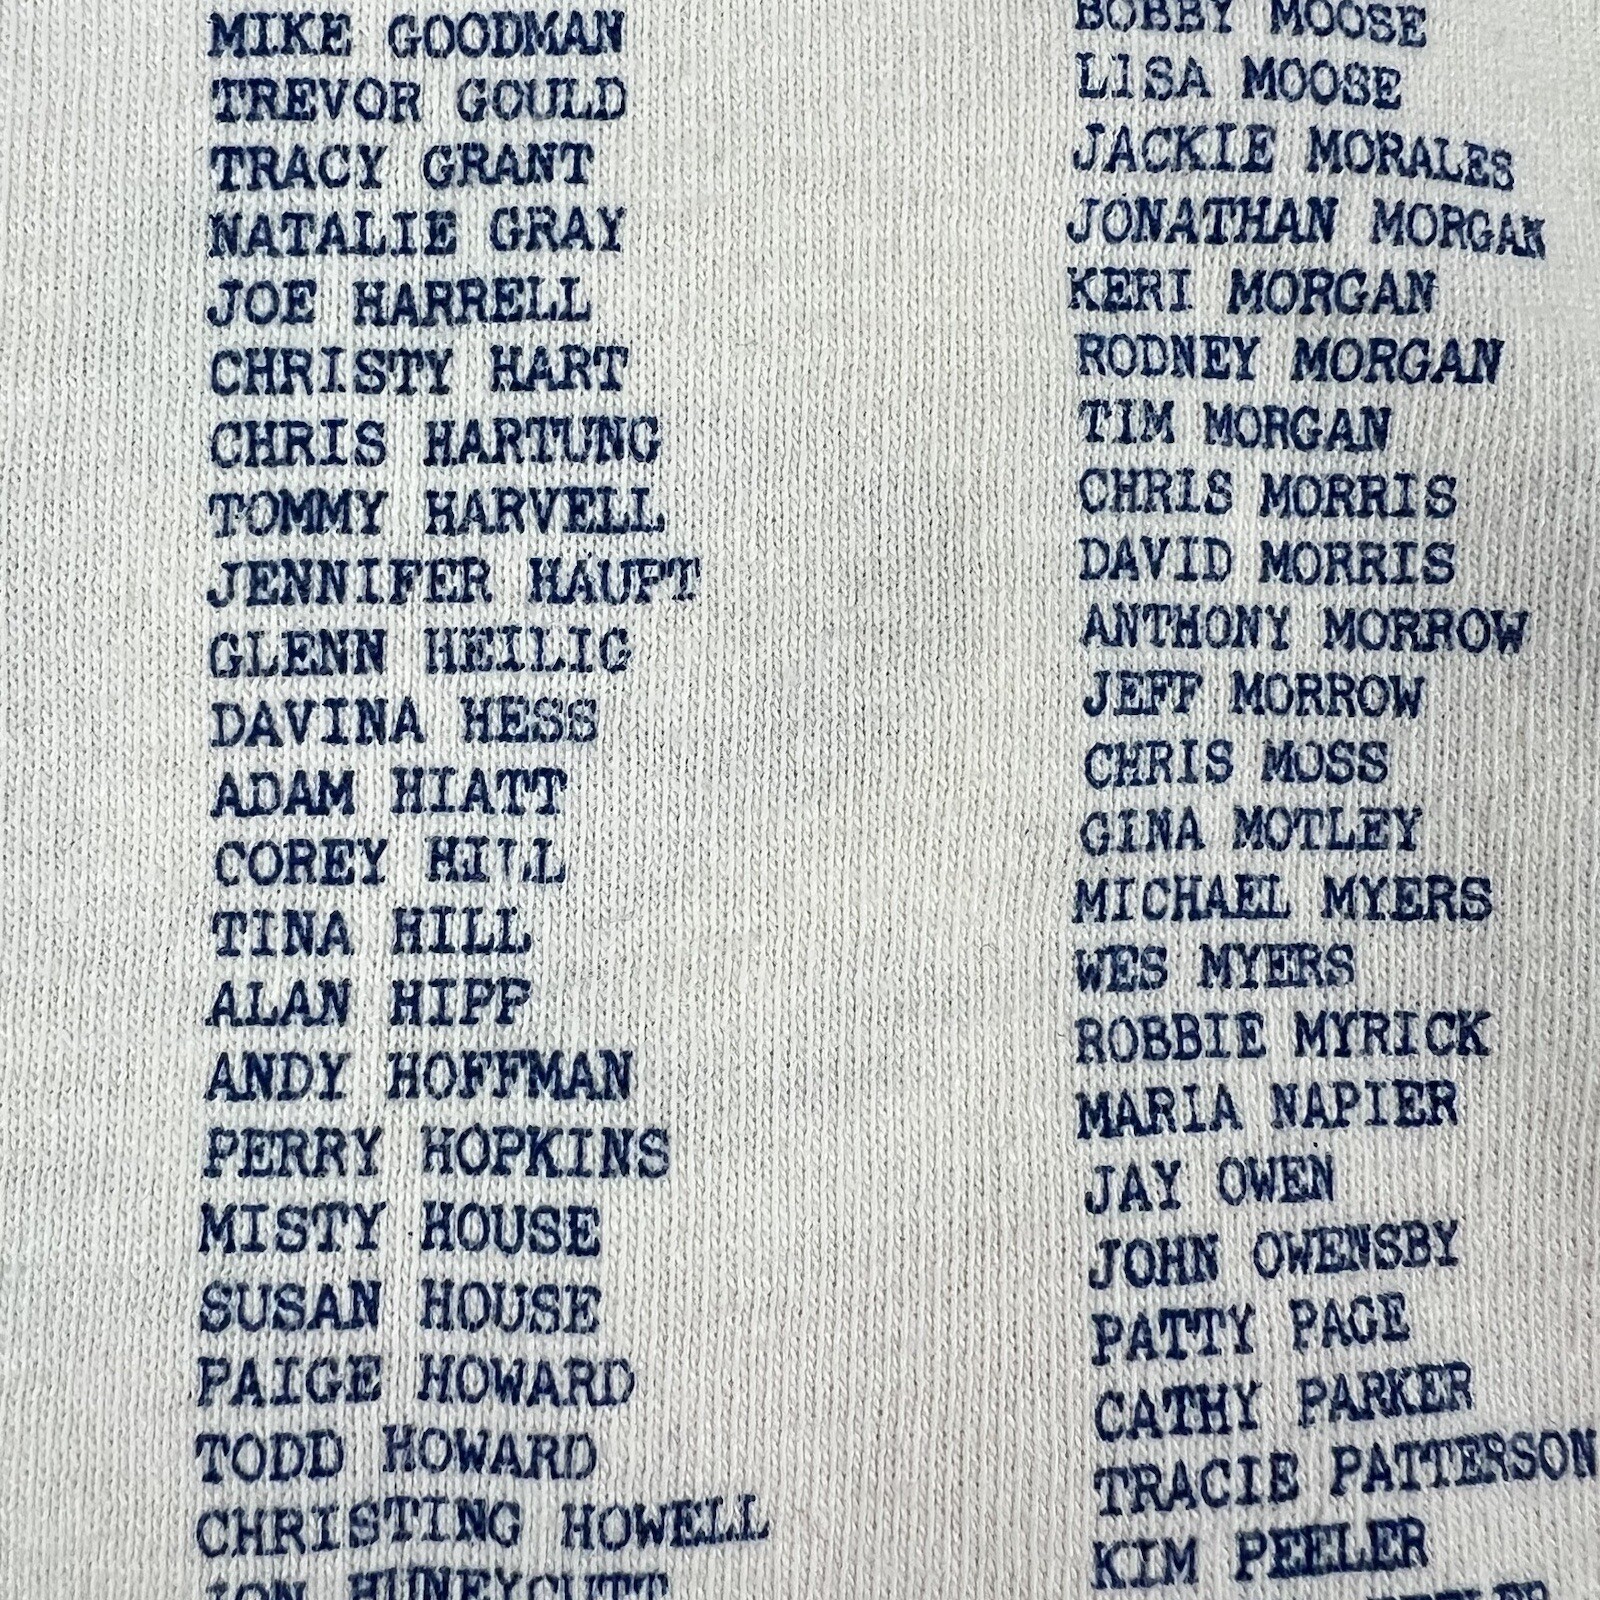 MIKE GOODMAN
TREVOR GOULD
TRACY GRANT
NATALIE GRAY
JOE HARRELL
CHRISTY HART
CHRIS HARTUNG
TOMMY HARVELL
JENNIFER HAUPT
GLENN HEILIG
DAVINA HESS
ADAM HIATT
COREY HILL
TINA HILL
ALAN HIPP
ANDY HOFFMAN
PERRY HOPKINS
MISTY HOUSE
SUSAN HOUSE
PAIGE HOWARD
TODD HOWARD
CHRISTING HOWELL
JON HUNEYCUTT
BOBBY MOOSE
LISA MOOSE
JACKIE MORALES
JONATHAN MORGAN
KERI MORGAN
RODNEY MORGAN
TIM MORGAN
CHRIS MORRIS
DAVID MORRIS
ANTHONY MORROW
JEFF MORROW
CHRIS MOSS
GINA MOTLEY
MICHAEL MYERS
WES MYERS
ROBBIE MYRICK
MARIA NAPIER
JAY OWEN
JOHN OWENSBY
PATTY PAGE
CATHY PARKER
TRACIE PATTERSON
KIM PEELER